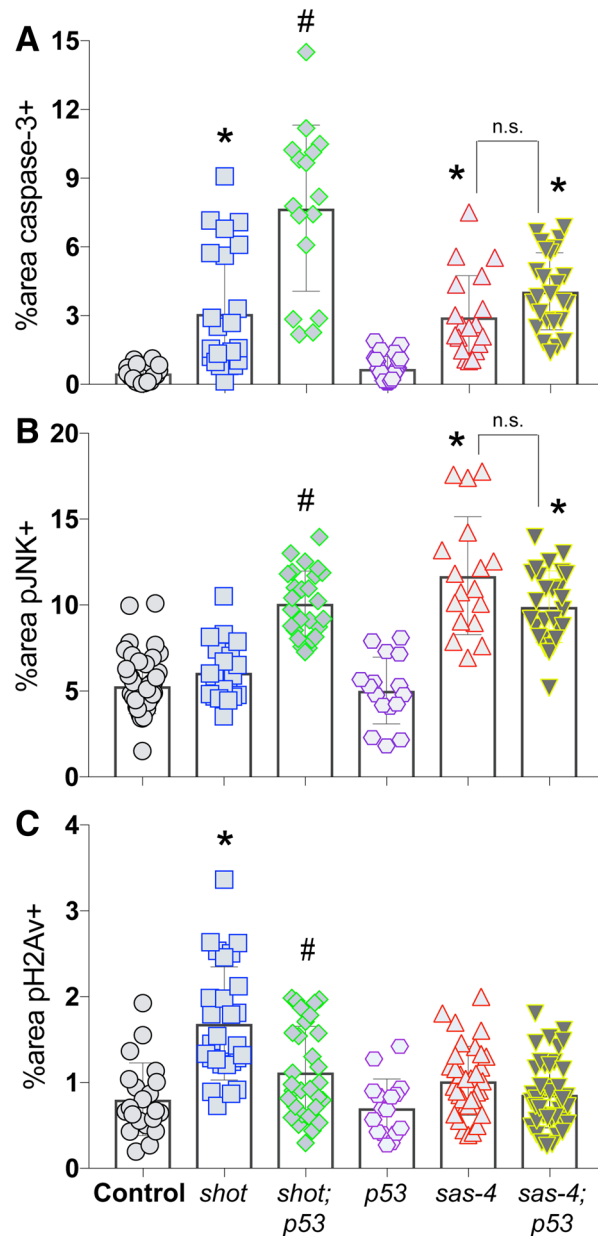 A
%area caspase-3+
15
12
9
6
3
0
*
#
*
n.s.
*
B
%area pJNK+
20
15
10
5
0
#
*
n.s.
*
C
%area pH2Av+
4
3
2
1
0
*
#
Control
shot
shot;
p53
p53
sas-4
sas-4;
p53